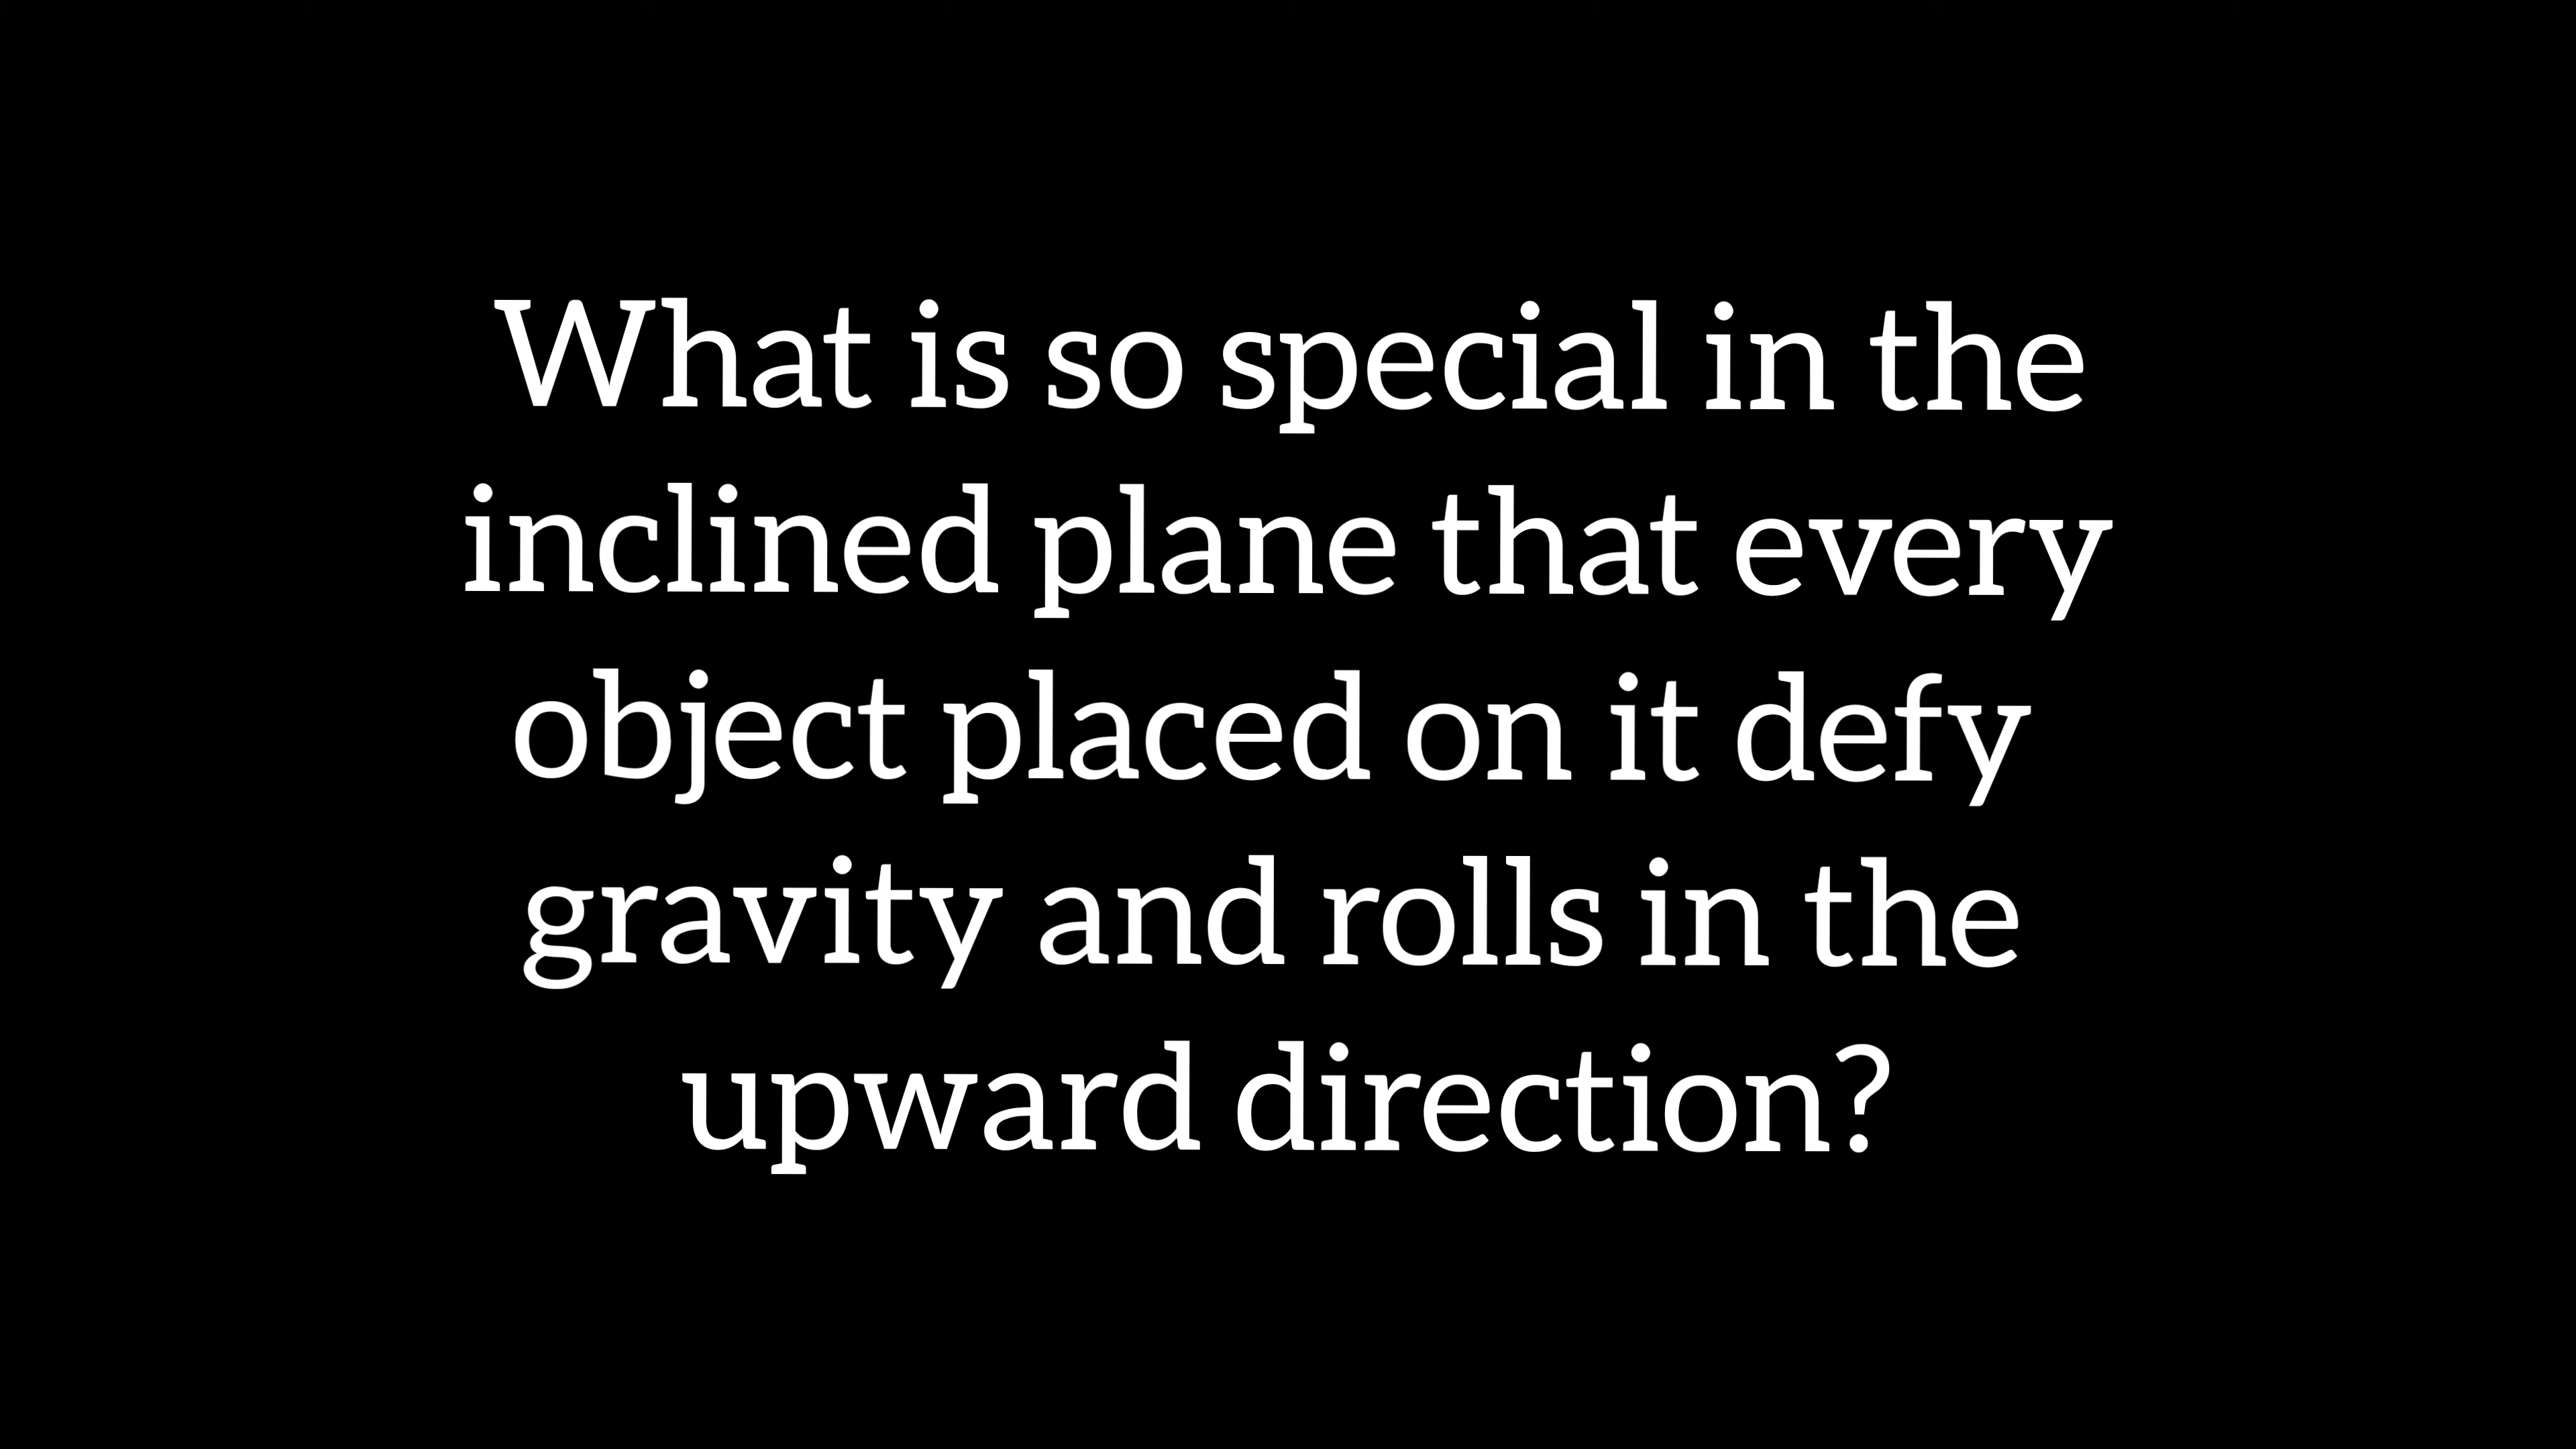 What is so special in the
inclined plane that every
object placed on it defy
gravity and rolls in the
upward direction?